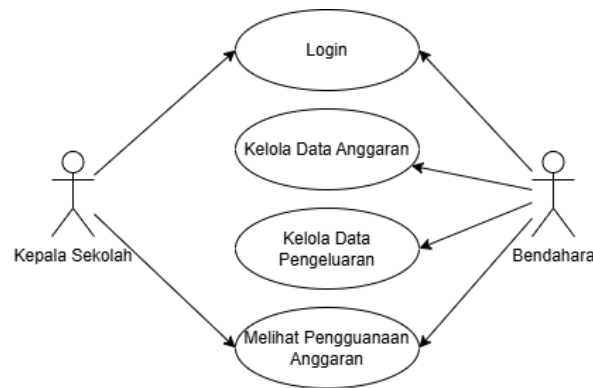 Login
Kelola Data Anggaran
Kepala Sekolah
Kelola Data
Pengeluaran
Bendahara
Melihat Pengguanaan
Anggaran